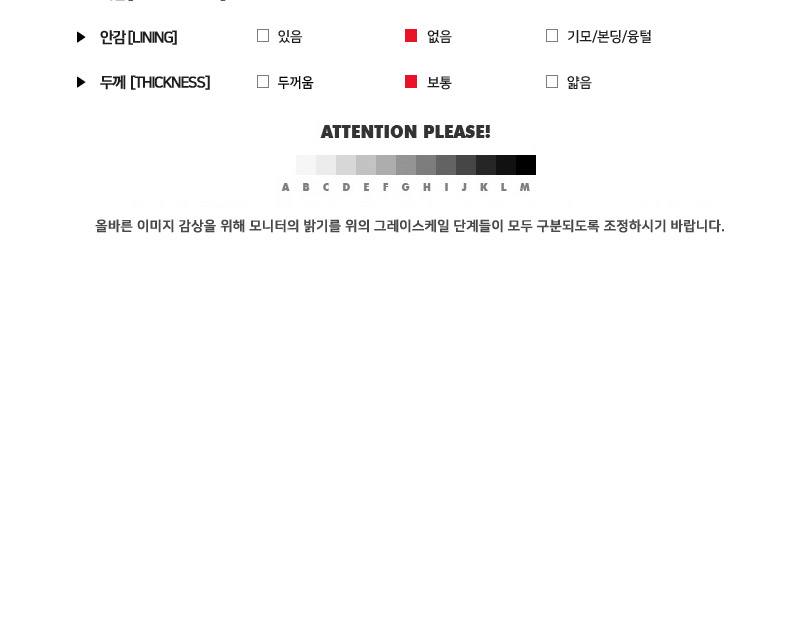 ▶ 안감 [LINING] □ 있음 ■ 없음 □ 기모/본딩/융털
▶ 두께 [THICKNESS] □ 두꺼움 ■ 보통 □ 얇음
ATTENTION PLEASE!
A B C D E F G H I J K L M
올바른 이미지 감상을 위해 모니터의 밝기를 위의 그레이스케일 단계들이 모두 구분되도록 조정하시기 바랍니다.